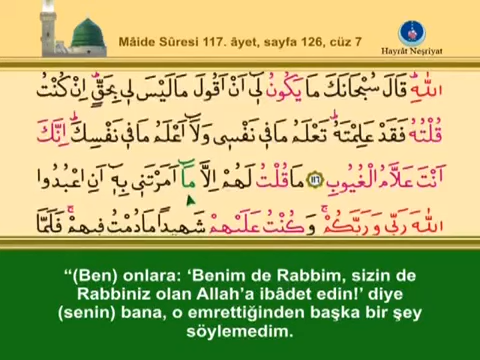 Mâide Sûresi 117. âyet, sayfa 126, cüz 7
Hayrât Neşriyat
اللّٰهِۜ قَالَ سُبْحَانَكَ مَا يَكُونُ ل۪ٓي اَنْ اَقُولَ مَا لَيْسَ ل۪ي بِحَقٍّۜ اِنْ كُنْتُ
قُلْتُهُ فَقَدْ عَلِمْتَهُۜ تَعْلَمُ مَا ف۪ي نَفْس۪ي وَلَٓا اَعْلَمُ مَا ف۪ي نَفْسِكَۜ اِنَّكَ
اَنْتَ عَلَّامُ الْغُيُوبِ ١١٦ مَا قُلْتُ لَهُمْ اِلَّا مَٓا اَمَرْتَن۪ي بِه۪ٓ اَنِ اعْبُدُوا
اللّٰهَ رَبّ۪ي وَرَبَّكُمْۚ وَكُنْتُ عَلَيْهِمْ شَه۪يدًا مَا دُمْتُ ف۪يهِمْۚ فَلَمَّا
“(Ben) onlara: ‘Benim de Rabbim, sizin de
Rabbiniz olan Allah’a ibâdet edin!’ diye
(senin) bana, o emrettiğinden başka bir şey
söylemedim.